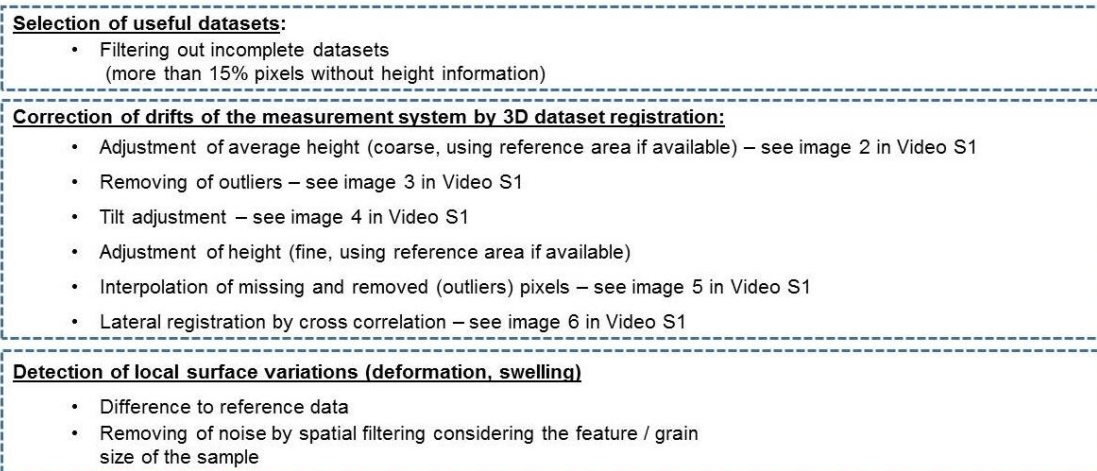 Selection of useful datasets:
• Filtering out incomplete datasets
(more than 15% pixels without height information)
Correction of drifts of the measurement system by 3D dataset registration:
• Adjustment of average height (coarse, using reference area if available) – see image 2 in Video S1
• Removing of outliers – see image 3 in Video S1
• Tilt adjustment – see image 4 in Video S1
• Adjustment of height (fine, using reference area if available)
• Interpolation of missing and removed (outliers) pixels – see image 5 in Video S1
• Lateral registration by cross correlation – see image 6 in Video S1
Detection of local surface variations (deformation, swelling)
• Difference to reference data
• Removing of noise by spatial filtering considering the feature / grain
size of the sample